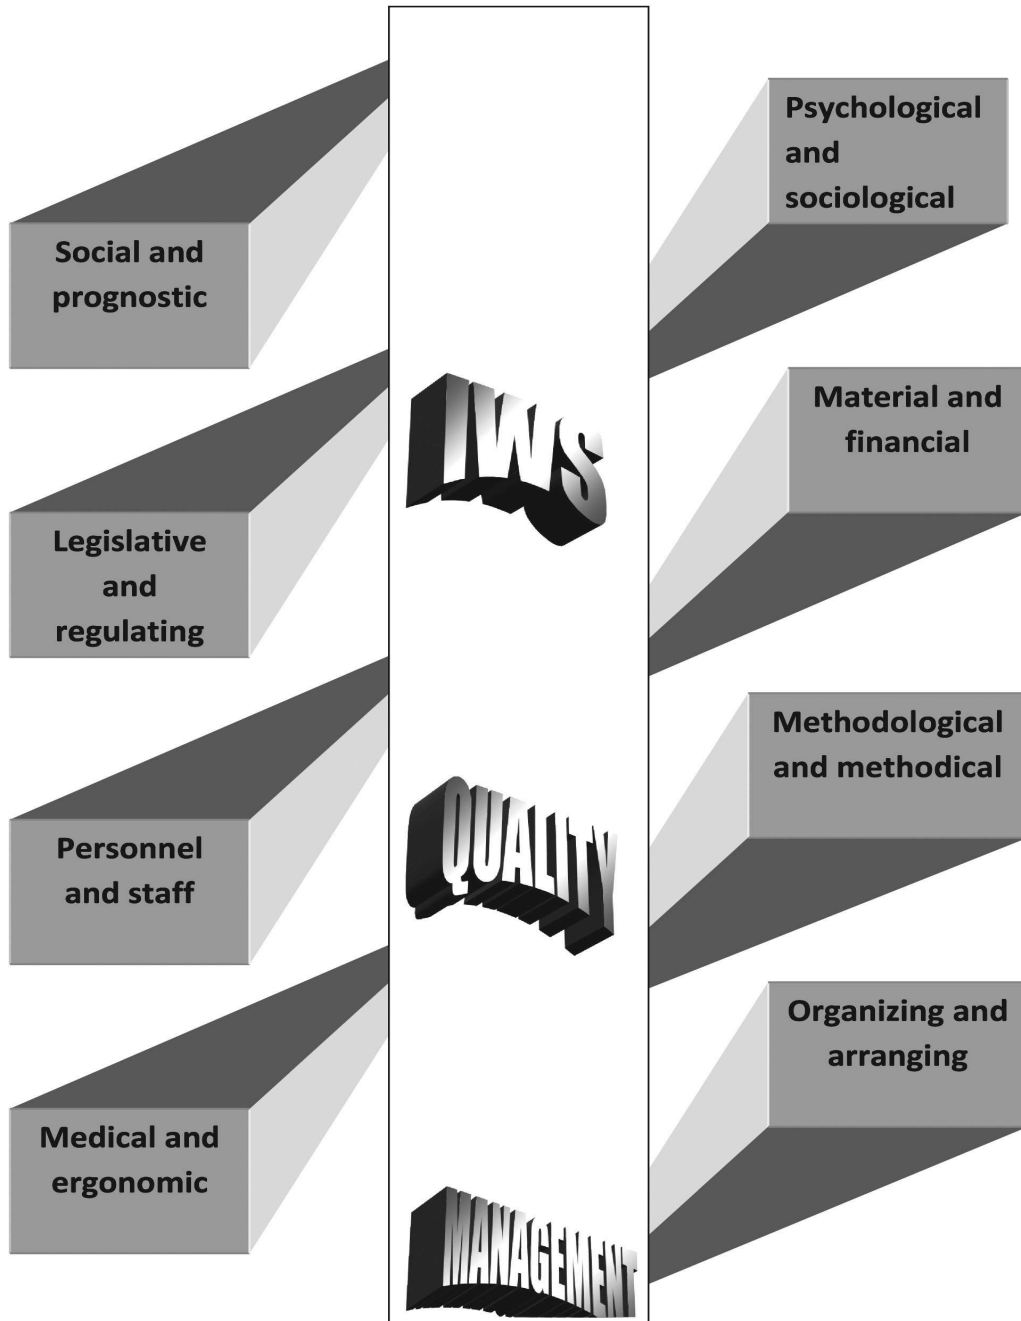 Social and
prognostic
Legislative
and
regulating
Personnel
and staff
Medical and
ergonomic
IWS
QUALITY
MANAGEMENT
Psychological
and
sociological
Material and
financial
Methodological
and methodical
Organizing and
arranging